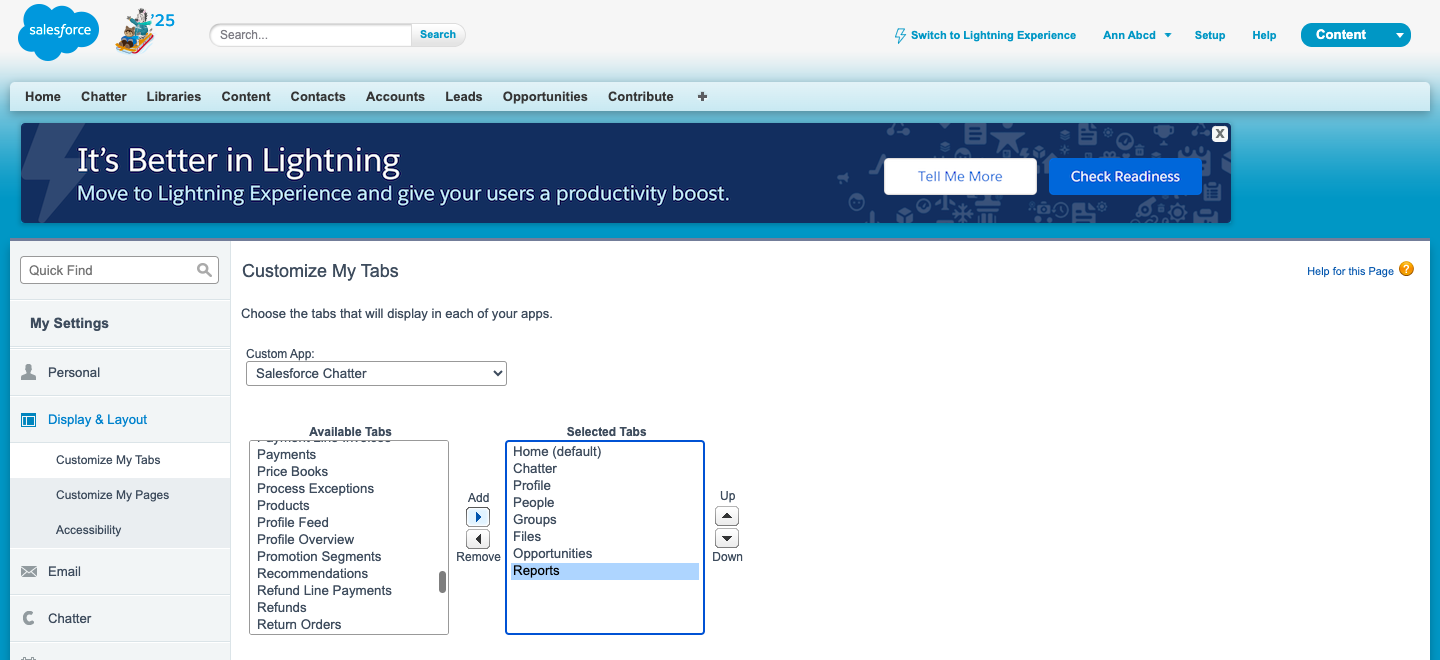 salesforce
'25
Search...
Search
Switch to Lightning Experience
Ann Abcd
Setup
Help
Content
Home
Chatter
Libraries
Content
Contacts
Accounts
Leads
Opportunities
Contribute
+
It's Better in Lightning
Move to Lightning Experience and give your users a productivity boost.
Tell Me More
Check Readiness
X
Quick Find
My Settings
Personal
Display & Layout
Customize My Tabs
Customize My Pages
Accessibility
Email
Chatter
Customize My Tabs
Help for this Page
?
Choose the tabs that will display in each of your apps.
Custom App:
Salesforce Chatter
Available Tabs
Payment Line Invoices
Payments
Price Books
Process Exceptions
Products
Profile Feed
Profile Overview
Promotion Segments
Recommendations
Refund Line Payments
Refunds
Return Orders
Add
Remove
Selected Tabs
Home (default)
Chatter
Profile
People
Groups
Files
Opportunities
Reports
Up
Down